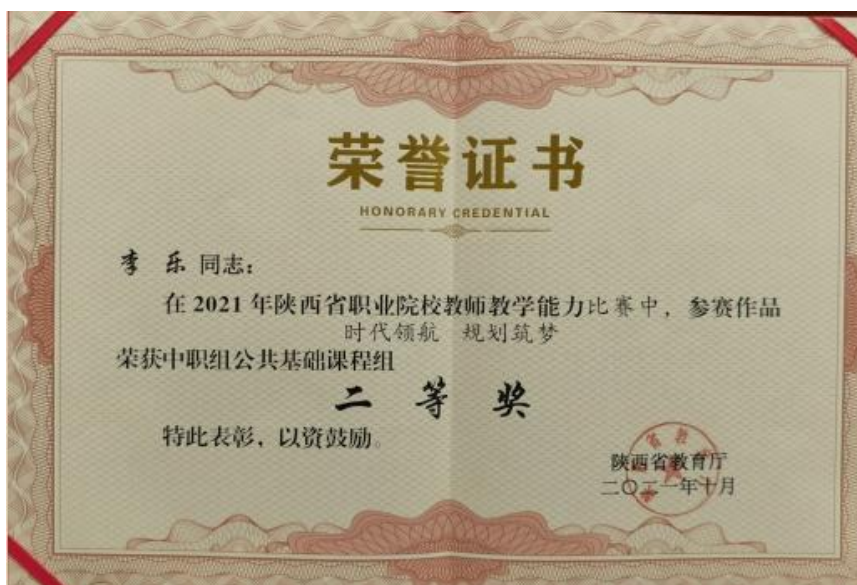 荣誉证书
HONORARY CREDENTIAL
李 乐 同志：
在 2021 年陕西省职业院校教师教学能力比赛中，参赛作品
时代领航 规划筑梦
荣获中职组公共基础课程组
二 等 奖
特此表彰，以资鼓励。
陕西省教育厅
二〇二一年十月